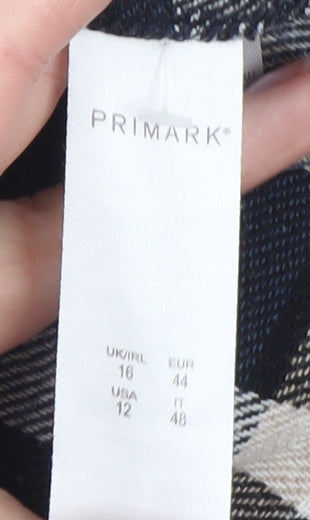 PRIMARK®
UK/IRL EUR
16 44
USA IT
12 48